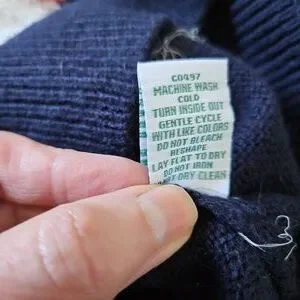 C0497
MACHINE WASH
COLD
TURN INSIDE OUT
GENTLE CYCLE
WITH LIKE COLORS
DO NOT BLEACH
RESHAPE
LAY FLAT TO DRY
DO NOT IRON
DRY CLEAN